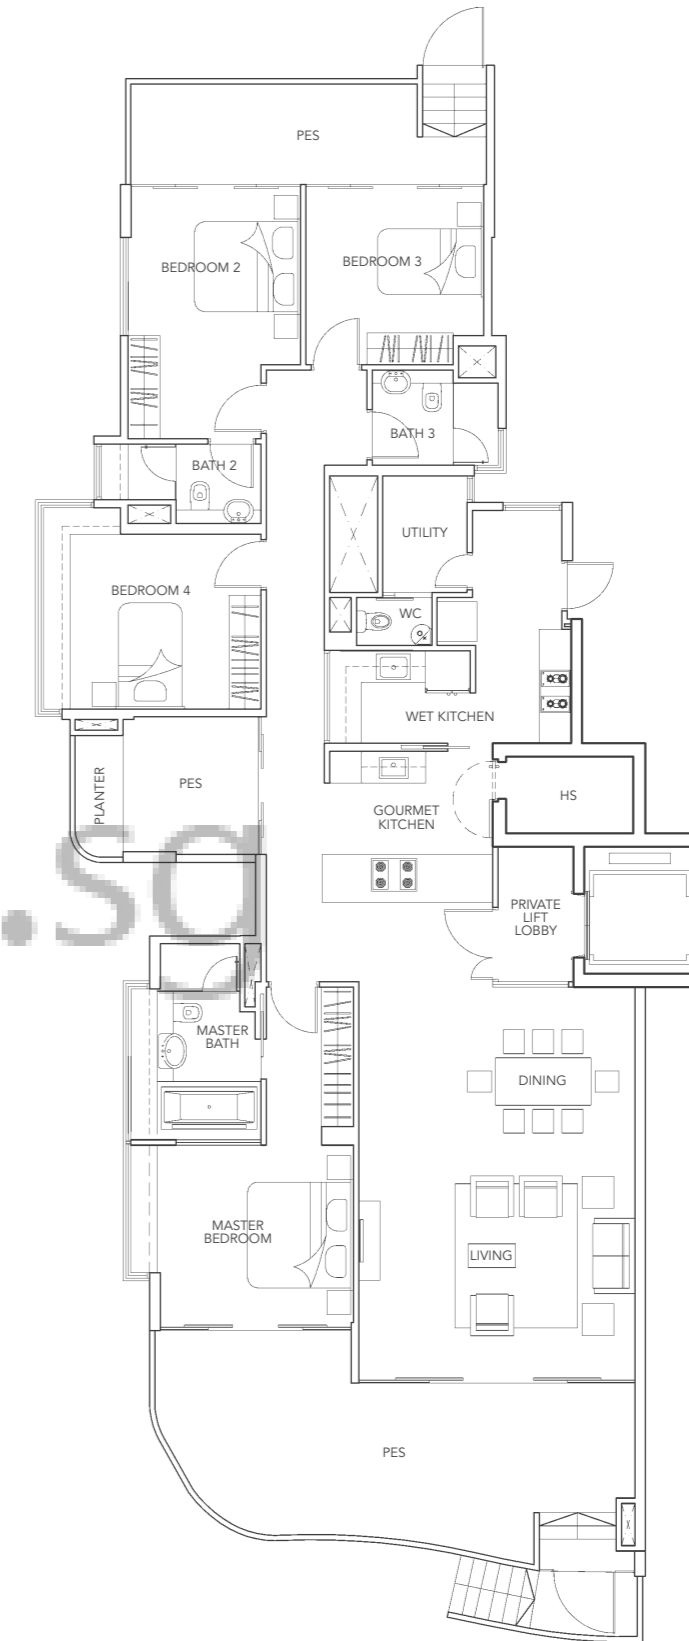 PES
BEDROOM 2
BEDROOM 3
BATH 3
BATH 2
UTILITY
BEDROOM 4
WC
WET KITCHEN
PLANTER
PES
HS
GOURMET
KITCHEN
.sg
PRIVATE
LIFT
LOBBY
MASTER
BATH
DINING
MASTER
BEDROOM
LIVING
PES